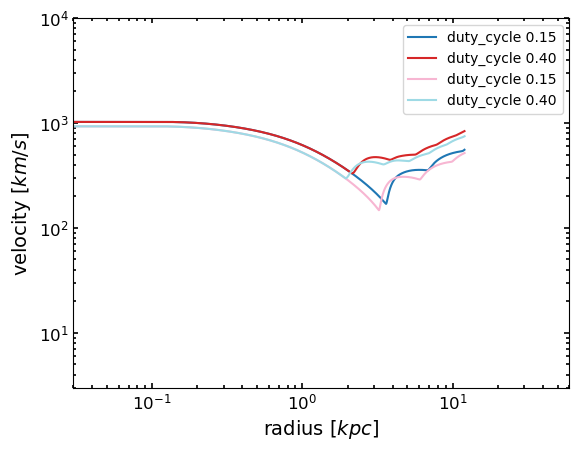 10^4
10^3
10^2
10^1
velocity [km/s]
duty_cycle 0.15
duty_cycle 0.40
duty_cycle 0.15
duty_cycle 0.40
10^-1
10^0
10^1
radius [kpc]